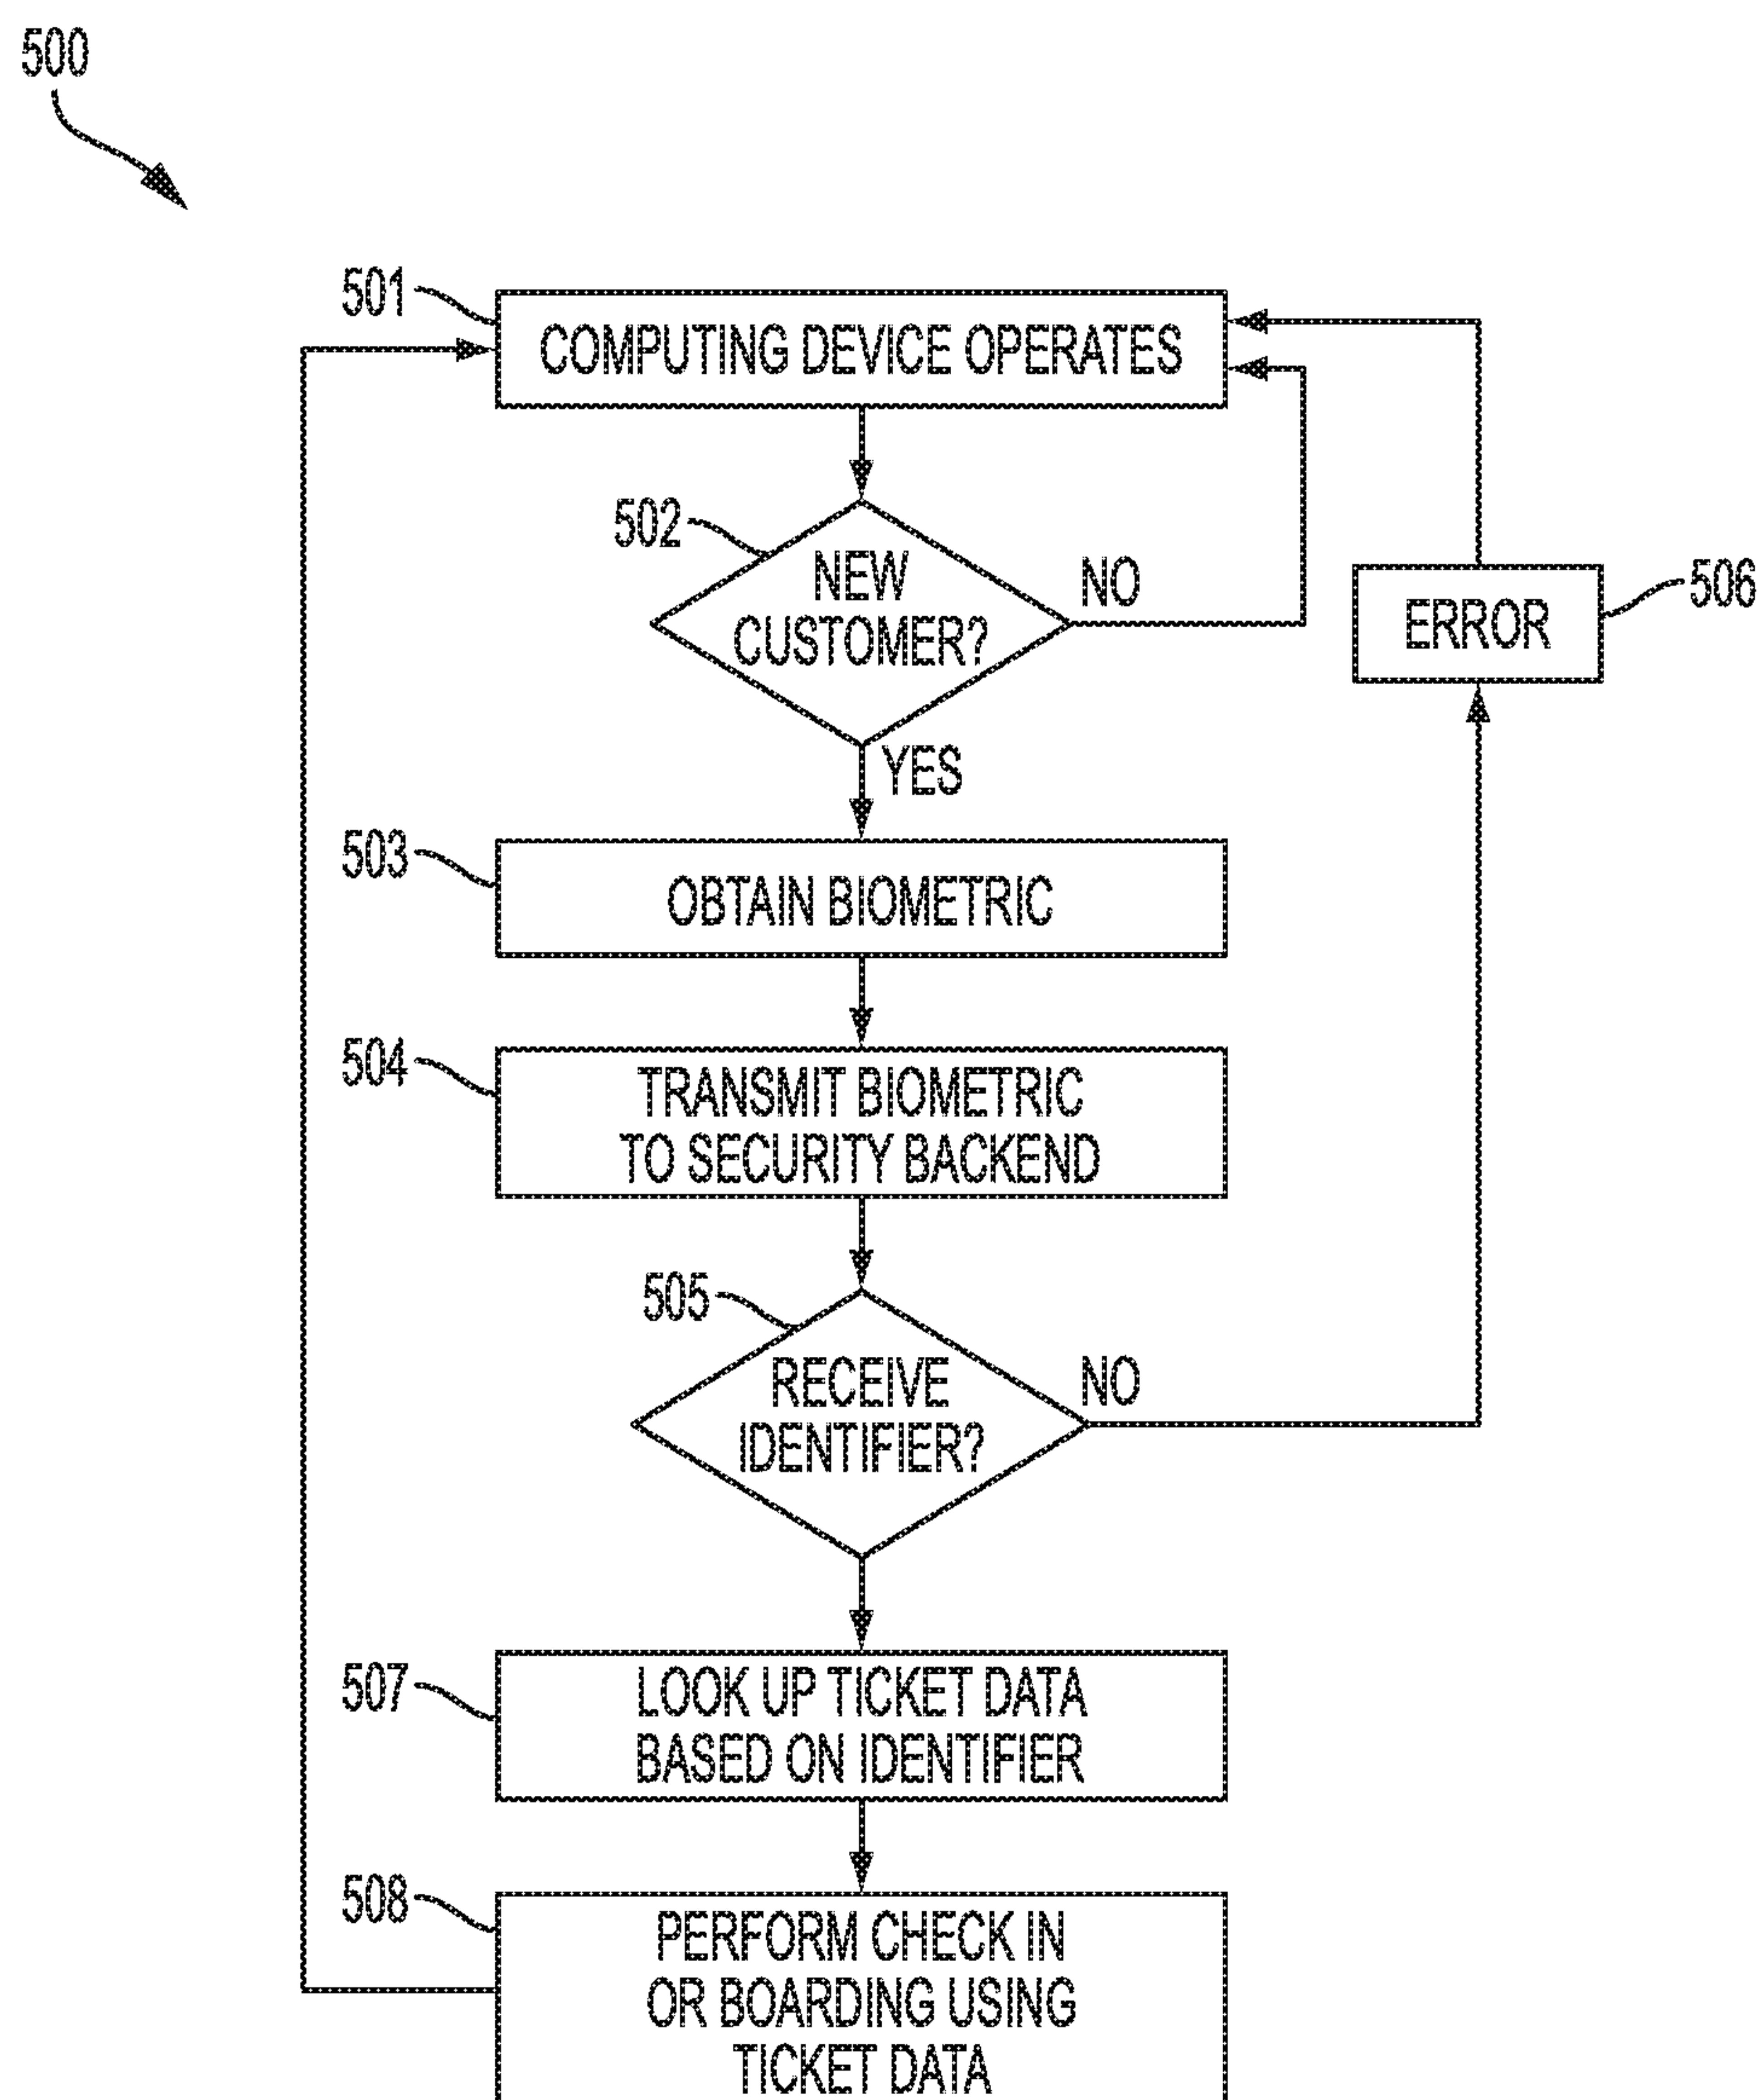 500
501
COMPUTING DEVICE OPERATES
502
NEW
CUSTOMER?
NO
506
ERROR
YES
503
OBTAIN BIOMETRIC
504
TRANSMIT BIOMETRIC
TO SECURITY BACKEND
505
RECEIVE
IDENTIFIER?
NO
507
LOOK UP TICKET DATA
BASED ON IDENTIFIER
508
PERFORM CHECK IN
OR BOARDING USING
TICKET DATA